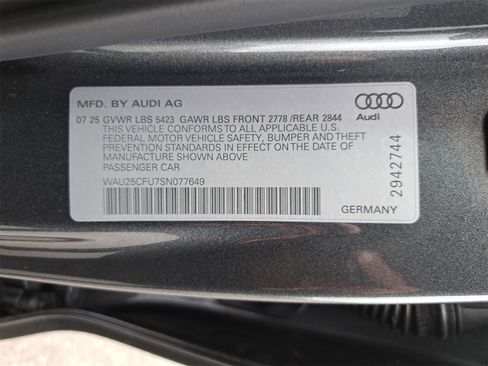 MFD. BY AUDI AG
07 25 GVWR LBS 5423 GAWR LBS FRONT 2778 /REAR 2844
THIS VEHICLE CONFORMS TO ALL APPLICABLE U.S.
FEDERAL MOTOR VEHICLE SAFETY, BUMPER AND THEFT
PREVENTION STANDARDS IN EFFECT ON THE DATE OF
MANUFACTURE SHOWN ABOVE.
PASSENGER CAR
WAU25CFU7SN077649
Audi
2942744
GERMANY